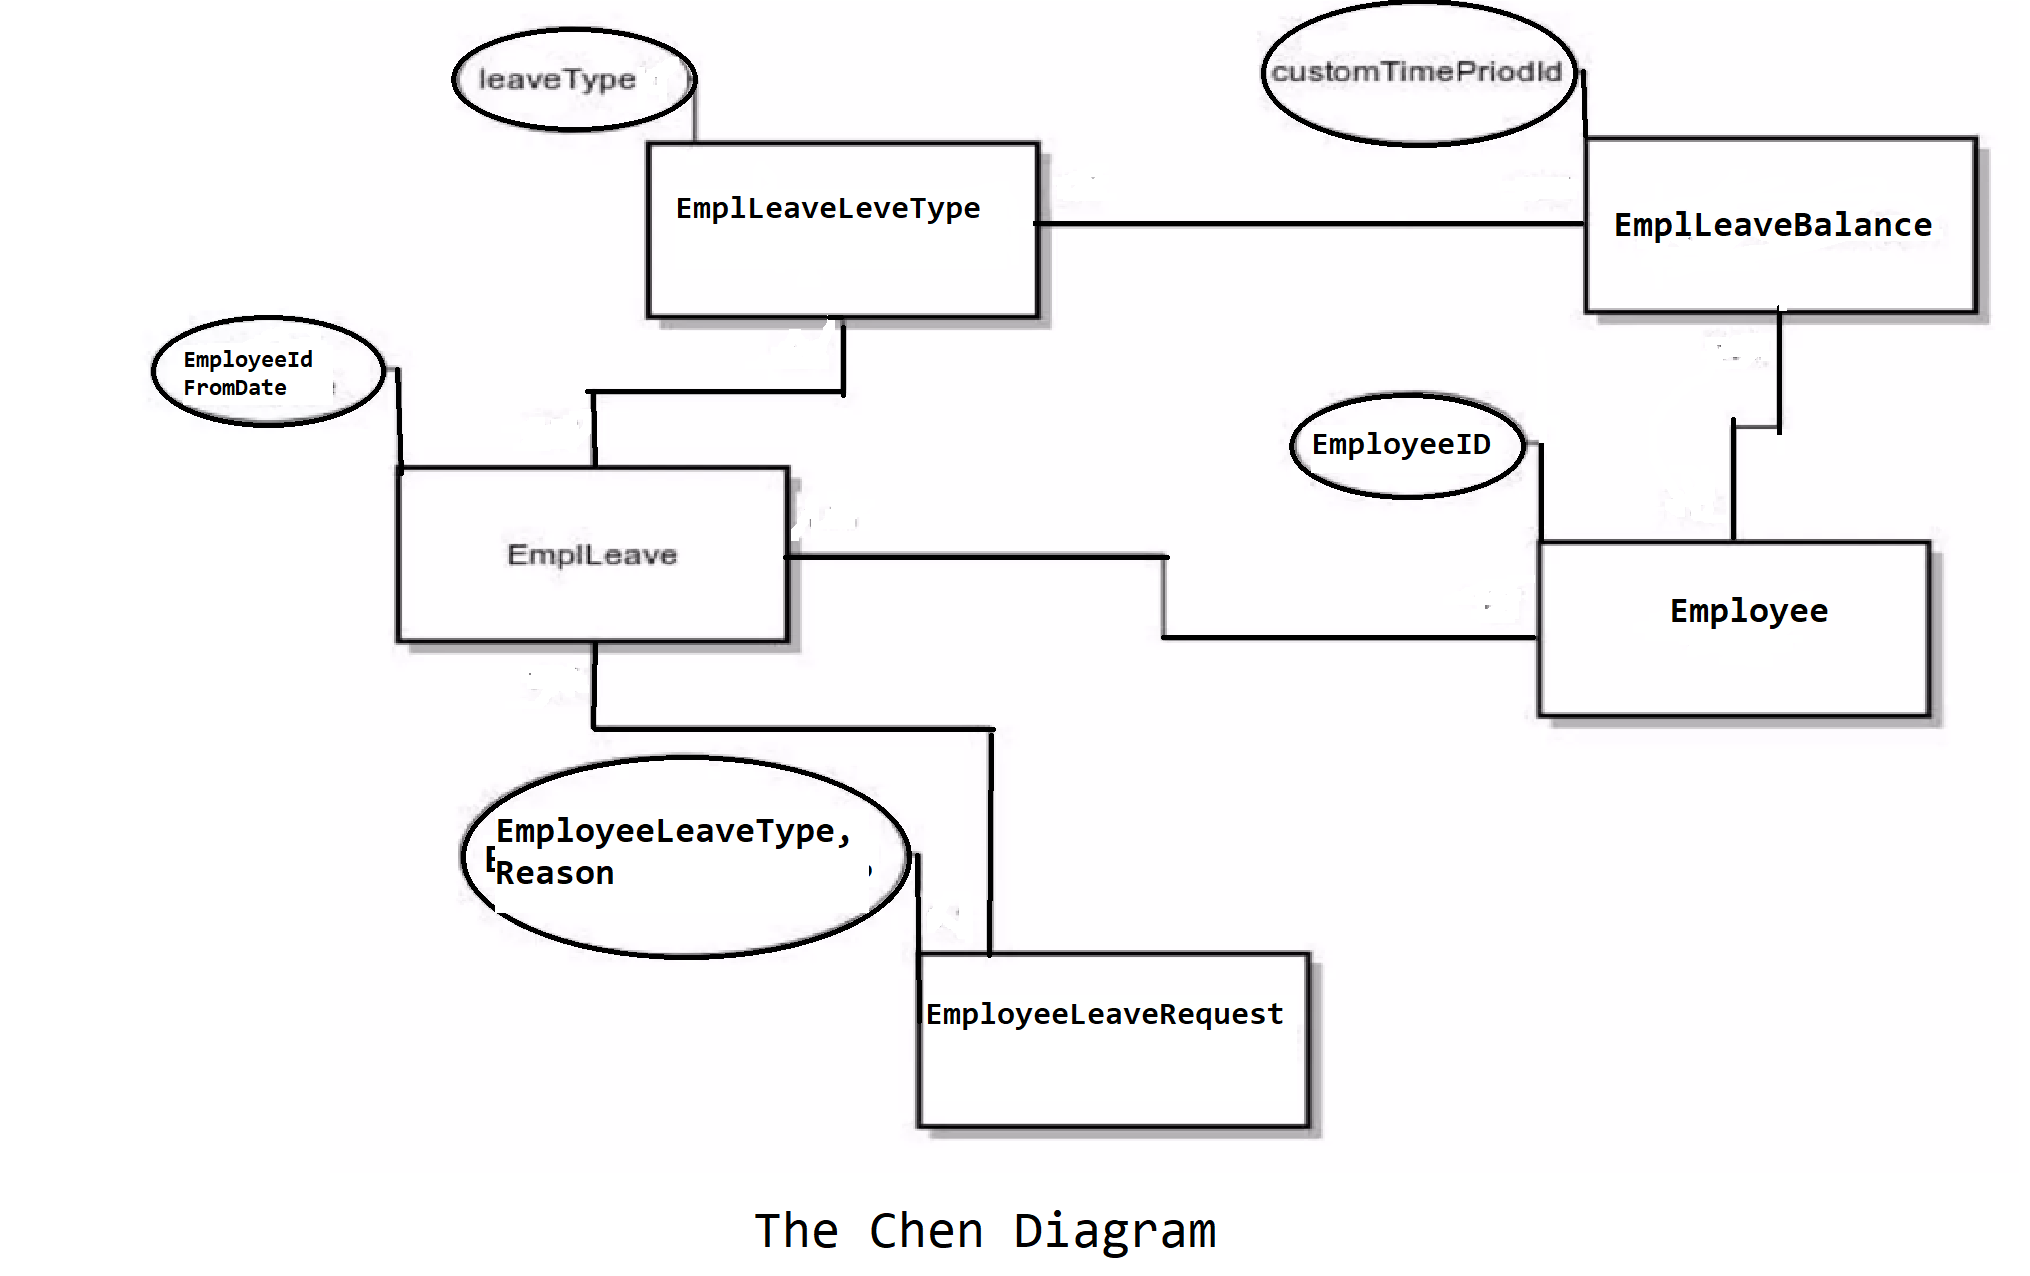 leaveType
customTimePriodId
EmplLeaveLeveType
EmplLeaveBalance
EmployeeId
FromDate
EmployeeID
EmplLeave
Employee
EmployeeLeaveType,
Reason
EmployeeLeaveRequest
The Chen Diagram